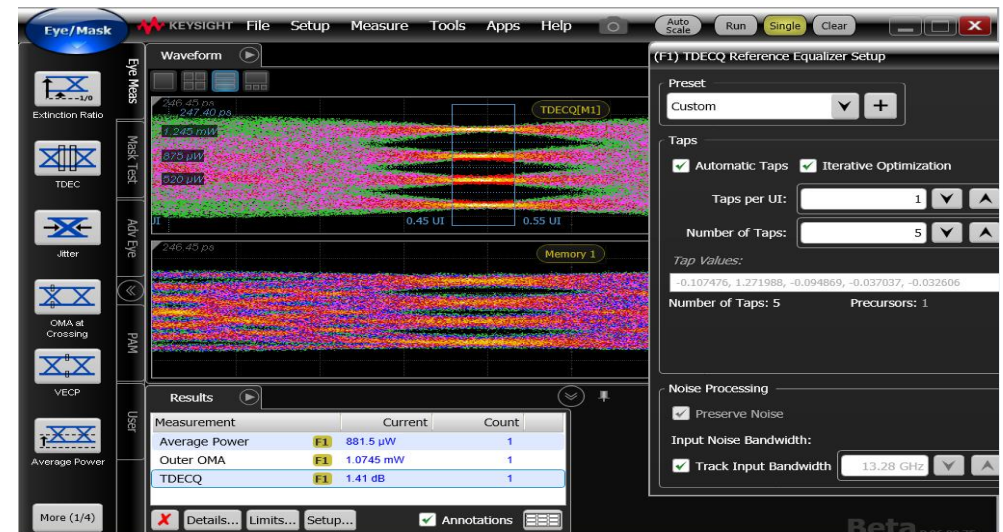 Eye/Mask
KEYSIGHT File Setup Measure Tools Apps Help
Auto Scale Run Single Clear
Extinction Ratio
TDEC
Jitter
OMA at Crossing
VECP
Average Power
More (1/4)
Eye Meas
Mask Test
Adv Eye
PAM
User
Waveform
246.45 ps
247.40 ps
TDECQ[M1]
1.245 mW
875 µW
520 µW
UI
0.45 UI
0.55 UI
246.45 ps
Memory 1
Results
Measurement Current Count
Average Power F1 881.5 µW 1
Outer OMA F1 1.0745 mW 1
TDECQ F1 1.41 dB 1
Details... Limits... Setup... Annotations
(F1) TDECQ Reference Equalizer Setup
Preset
Custom
Taps
Automatic Taps Iterative Optimization
Taps per UI: 1
Number of Taps: 5
Tap Values:
-0.107476, 1.271988, -0.094869, -0.037037, -0.032606
Number of Taps: 5 Precursors: 1
Noise Processing
Preserve Noise
Input Noise Bandwidth:
Track Input Bandwidth 13.28 GHz
Beta